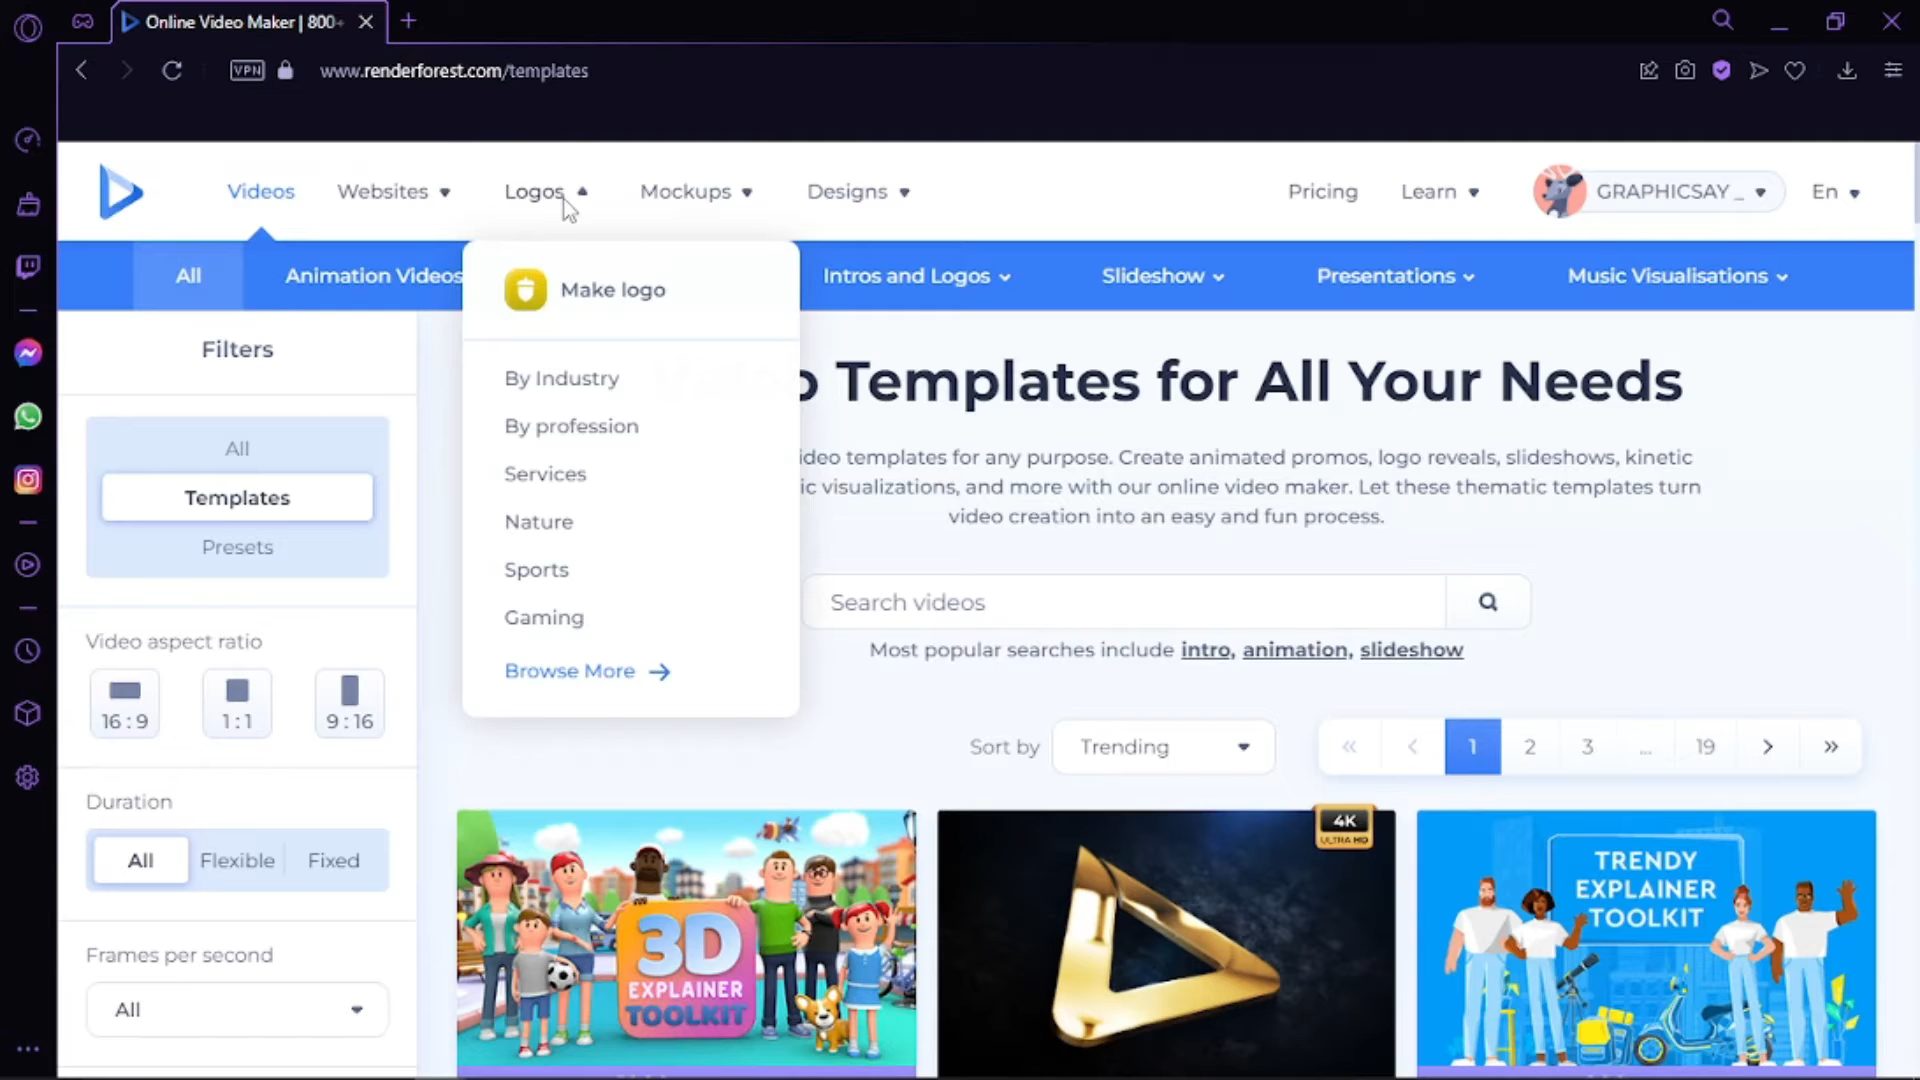 Online Video Maker | 800+
VPN
www.renderforest.com/templates
Videos
Websites
Logos
Mockups
Designs
Pricing
Learn
GRAPHICSAY _
En
All
Animation Videos
Intros and Logos
Slideshow
Presentations
Music Visualisations
Make logo
By Industry
By profession
Services
Nature
Sports
Gaming
Browse More
Filters
All
Templates
Presets
Video aspect ratio
16 : 9
1 : 1
9 : 16
Duration
All
Flexible
Fixed
Frames per second
All
Templates for All Your Needs
templates for any purpose. Create animated promos, logo reveals, slideshows, kinetic
visualizations, and more with our online video maker. Let these thematic templates turn
video creation into an easy and fun process.
Search videos
Most popular searches include intro, animation, slideshow
Sort by
Trending
«
<
1
2
3
...
19
>
»
3D
EXPLAINER
TOOLKIT
4K
ULTRA HD
TRENDY
EXPLAINER
TOOLKIT